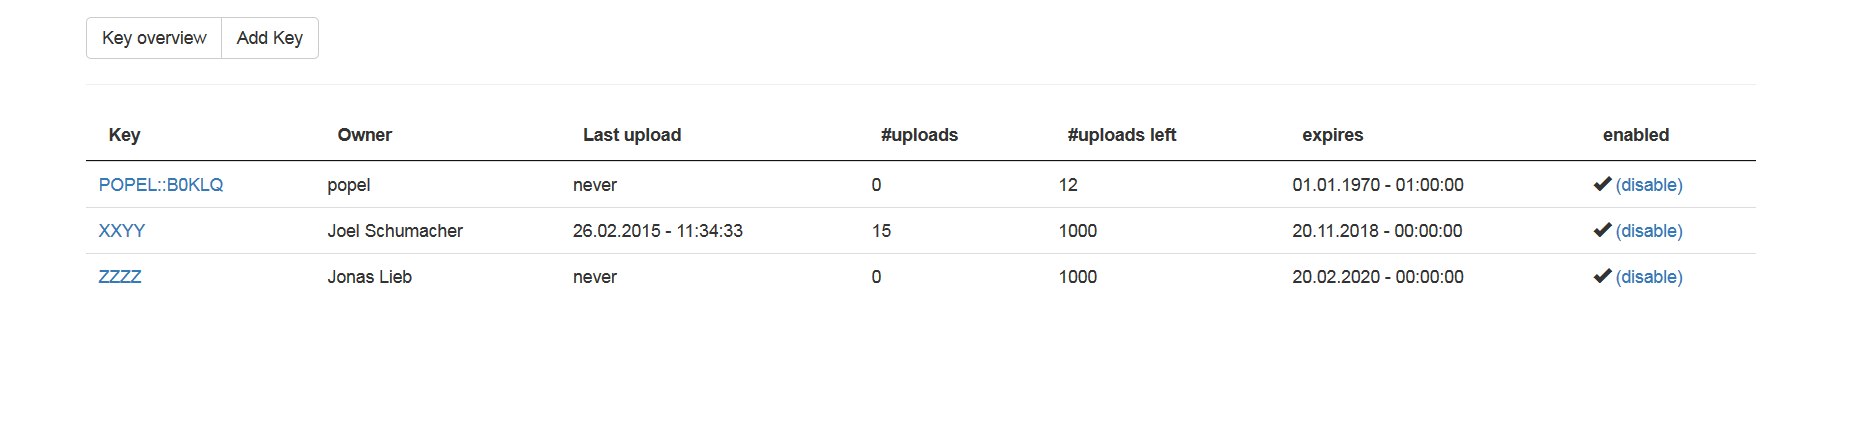 Key overview Add Key
Key Owner Last upload #uploads #uploads left expires enabled
POPEL::B0KLQ popel never 0 12 01.01.1970 - 01:00:00 (disable)
XXYY Joel Schumacher 26.02.2015 - 11:34:33 15 1000 20.11.2018 - 00:00:00 (disable)
ZZZZ Jonas Lieb never 0 1000 20.02.2020 - 00:00:00 (disable)